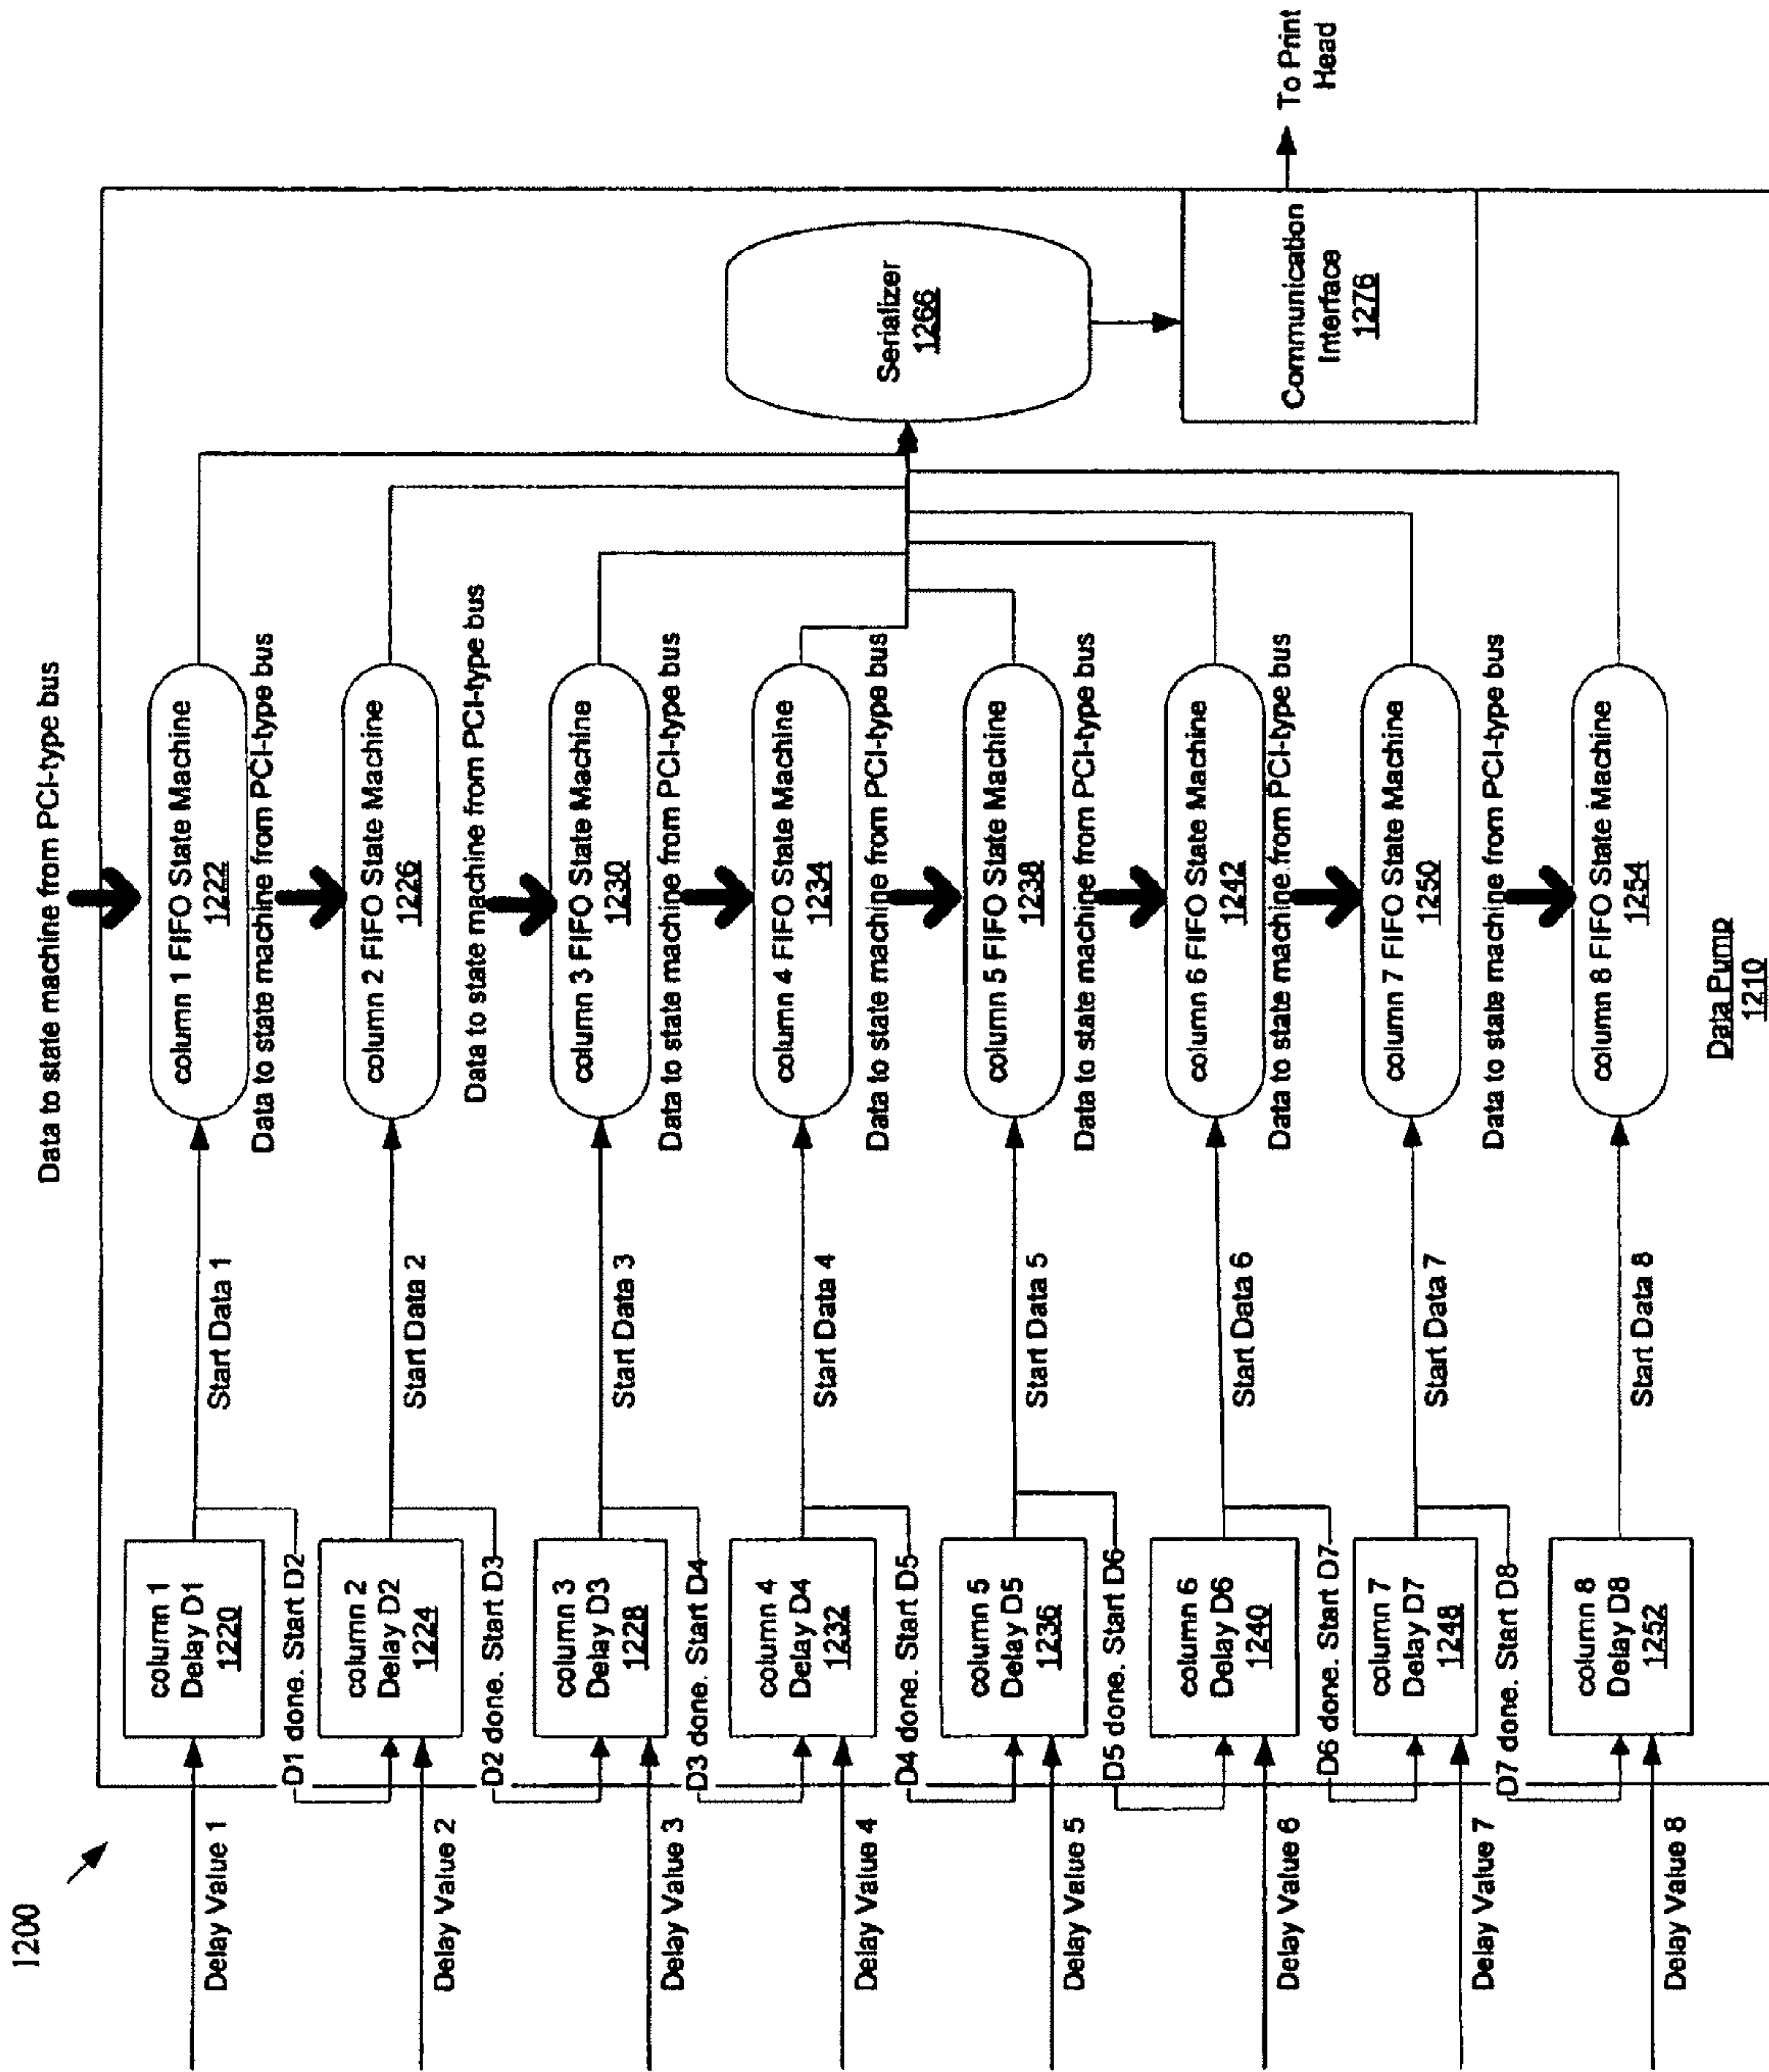 1200
Delay Value 1
Delay Value 2
Delay Value 3
Delay Value 4
Delay Value 5
Delay Value 6
Delay Value 7
Delay Value 8
column 1
Delay D1
1220
D1 done. Start D2
column 2
Delay D2
1224
D2 done. Start D3
column 3
Delay D3
1228
D3 done. Start D4
column 4
Delay D4
1232
D4 done. Start D5
column 5
Delay D5
1236
D5 done. Start D6
column 6
Delay D6
1240
D6 done. Start D7
column 7
Delay D7
1248
D7 done. Start D8
column 8
Delay D8
1252
Start Data 1
Start Data 2
Start Data 3
Start Data 4
Start Data 5
Start Data 6
Start Data 7
Start Data 8
Data to state machine from PCI-type bus
column 1 FIFO State Machine
1222
Data to state machine from PCI-type bus
column 2 FIFO State Machine
1226
Data to state machine from PCI-type bus
column 3 FIFO State Machine
1230
Data to state machine from PCI-type bus
column 4 FIFO State Machine
1234
Data to state machine from PCI-type bus
column 5 FIFO State Machine
1238
Data to state machine from PCI-type bus
column 6 FIFO State Machine
1242
Data to state machine from PCI-type bus
column 7 FIFO State Machine
1250
Data to state machine from PCI-type bus
column 8 FIFO State Machine
1254
Data Pump
1210
Serializer
1266
Communication
Interface
1276
To Print
Head